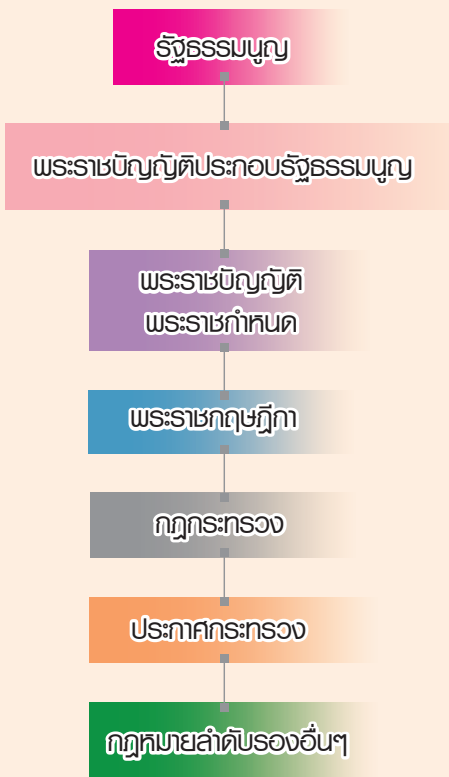 รัฐธรรมนูญ
พระราชบัญญัติประกอบรัฐธรรมนูญ
พระราชบัญญัติ
พระราชกำหนด
พระราชกฤษฎีกา
กฎกระทรวง
ประกาศกระทรวง
กฎหมายลำดับรองอื่นๆ